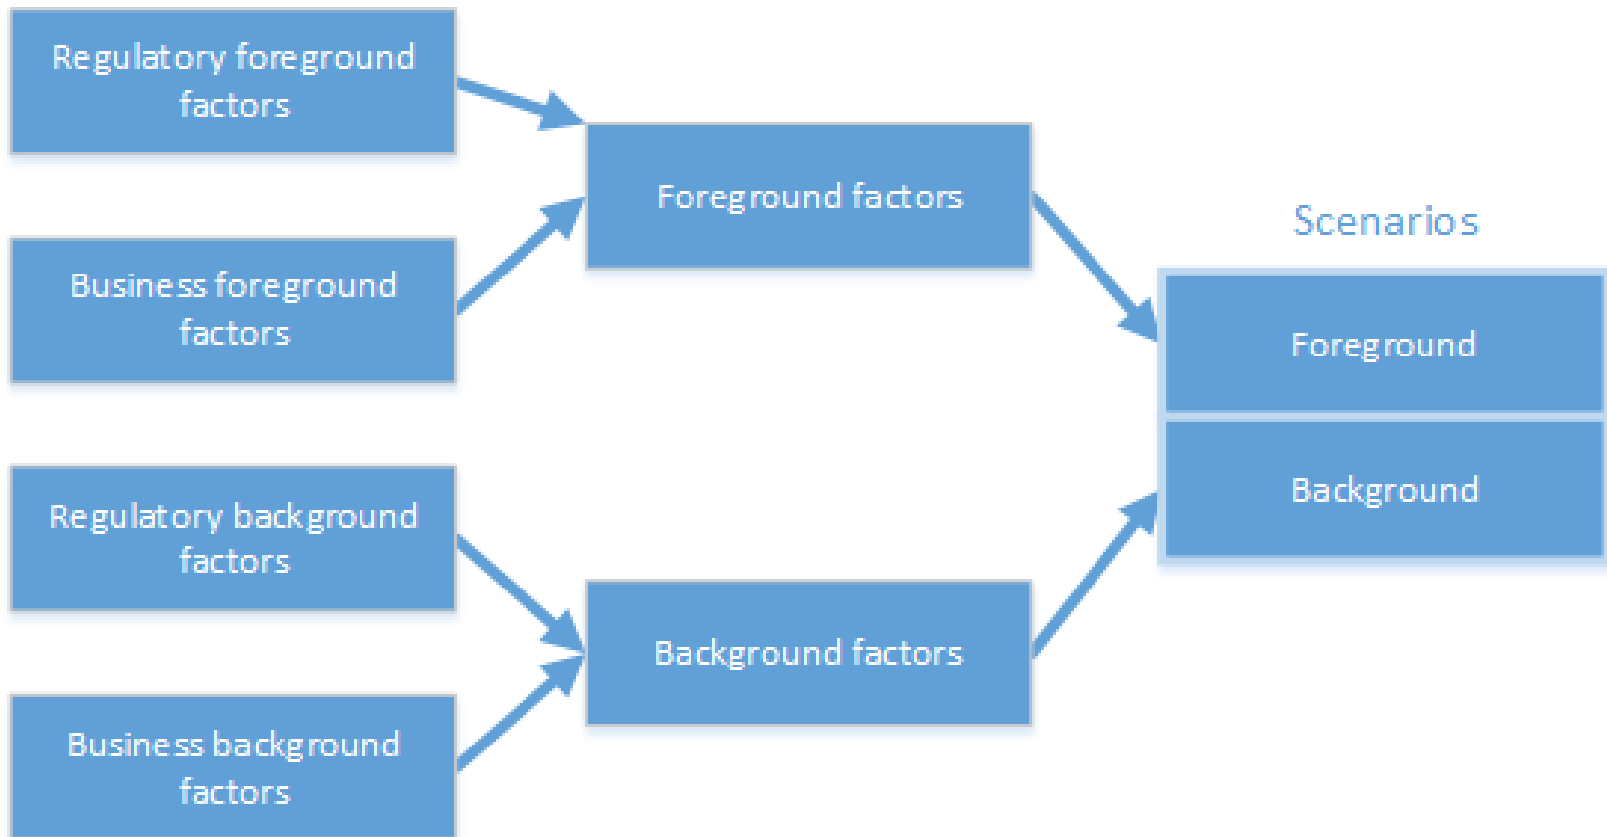 Regulatory foreground
factors
Business foreground
factors
Regulatory background
factors
Business background
factors
Foreground factors
Background factors
Scenarios
Foreground
Background